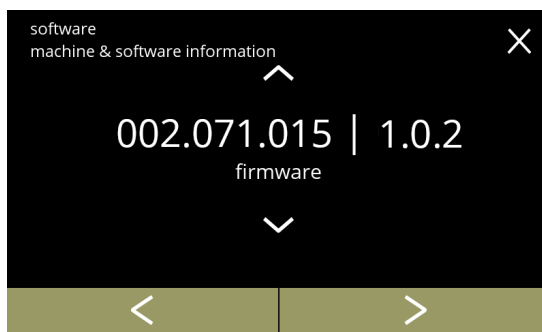 software
machine & software information
002.071.015 | 1.0.2
firmware